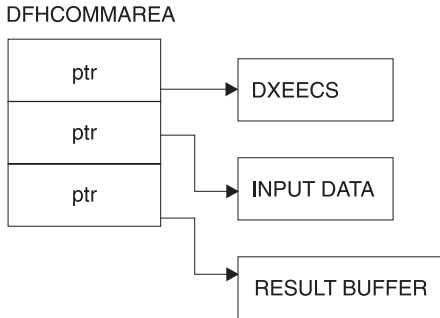 DFHCOMMAREA
ptr
DXEECS
ptr
INPUT DATA
ptr
RESULT BUFFER